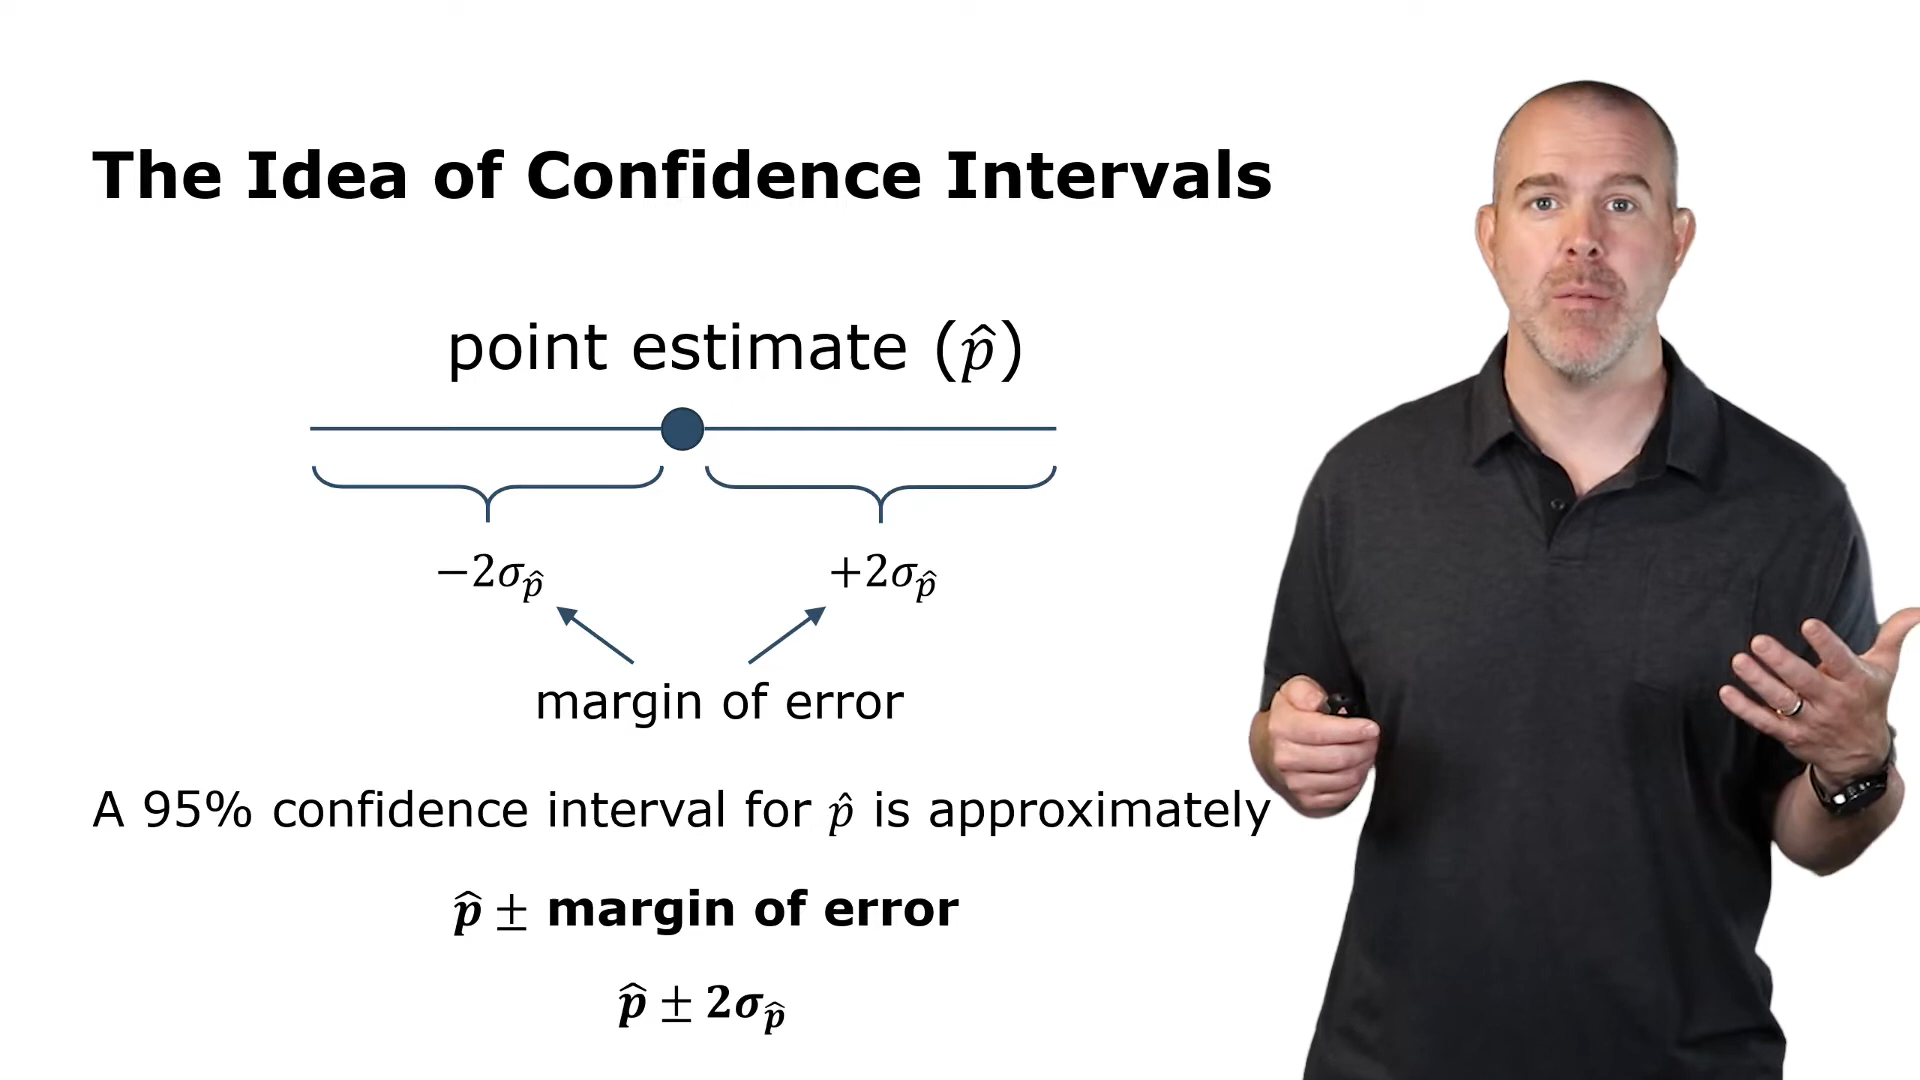 The Idea of Confidence Intervals
point estimate (p̂)
−2σ_p̂ +2σ_p̂
margin of error
A 95% confidence interval for p̂ is approximately
p̂ ± margin of error
p̂ ± 2σ_p̂